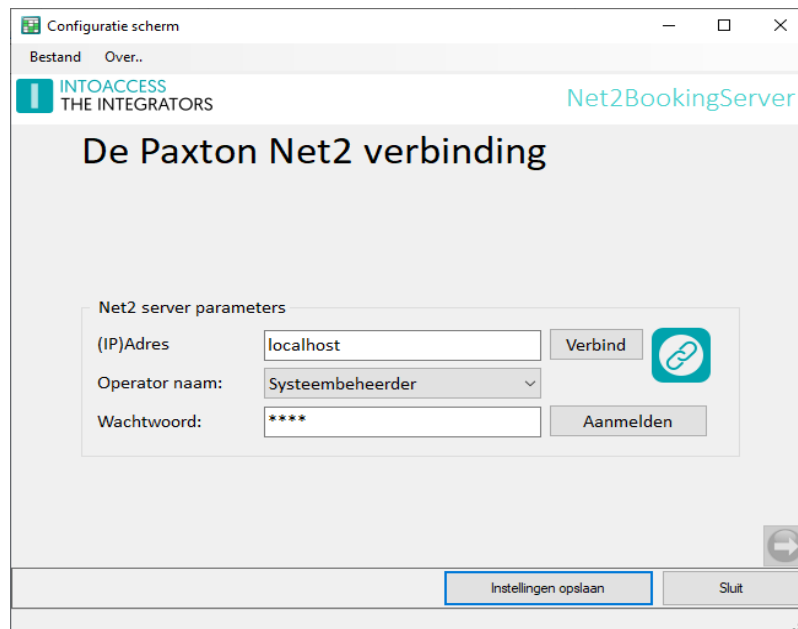 Configuratie scherm
Bestand Over..
INTOACCESS
THE INTEGRATORS
Net2BookingServer
De Paxton Net2 verbinding
Net2 server parameters
(IP)Adres localhost Verbind
Operator naam: Systeembeheerder
Wachtwoord: **** Aanmelden
Instellingen opslaan Sluit